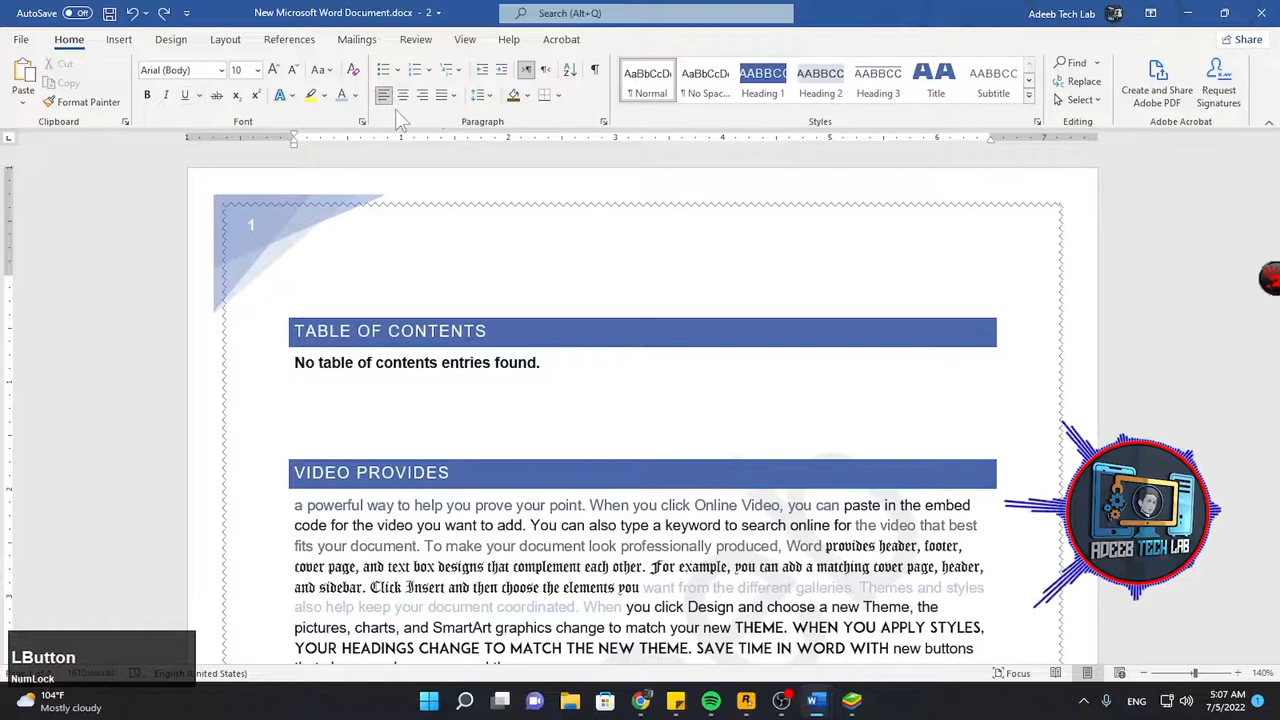 AutoSave Off New Microsoft Word Document.docx - 2 Search (Alt+Q) Adeeb Tech Lab
File Home Insert Design Layout References Mailings Review View Help Acrobat Share
Paste Cut Copy Format Painter
Arial (Body) 10
AaBbCcDc AaBbCcDc AABBCC AABBCC AABBCC AA AABBCC
¶ Normal ¶ No Spac... Heading 1 Heading 2 Heading 3 Title Subtitle
Find Replace Select
Create and Share Adobe PDF
Request Signatures
Clipboard Font Paragraph Styles Editing Adobe Acrobat
1 1 2 3 4 5 6 7
1
TABLE OF CONTENTS
No table of contents entries found.
VIDEO PROVIDES
a powerful way to help you prove your point. When you click Online Video, you can paste in the embed
code for the video you want to add. You can also type a keyword to search online for the video that best
fits your document. To make your document look professionally produced, Word provides header, footer,
cover page, and text box designs that complement each other. For example, you can add a matching cover page, header,
and sidebar. Click Insert and then choose the elements you want from the different galleries. Themes and styles
also help keep your document coordinated. When you click Design and choose a new Theme, the
pictures, charts, and SmartArt graphics change to match your new THEME. WHEN YOU APPLY STYLES,
YOUR HEADINGS CHANGE TO MATCH THE NEW THEME. SAVE TIME IN WORD WITH new buttons
ADEEB TECH LAB
LButton
NumLock
English (United States) Focus 140%
104°F
Mostly cloudy
ENG
5:07 AM
7/5/2022